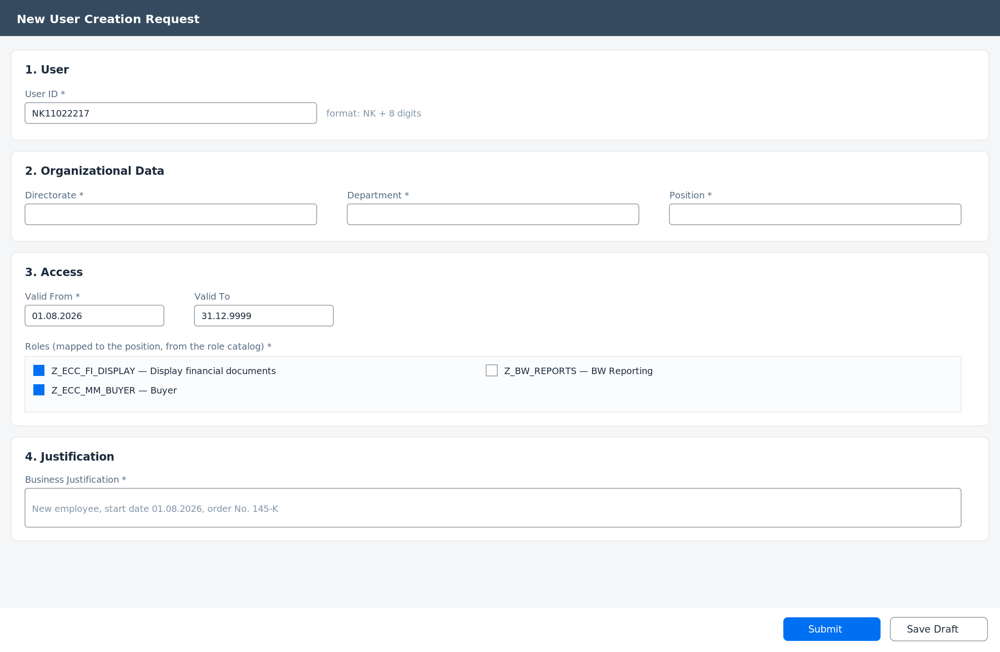 New User Creation Request
1. User
User ID *
NK11022217 format: NK + 8 digits
2. Organizational Data
Directorate * Department * Position *
3. Access
Valid From * Valid To
01.08.2026 31.12.9999
Roles (mapped to the position, from the role catalog) *
Z_ECC_FI_DISPLAY — Display financial documents Z_BW_REPORTS — BW Reporting
Z_ECC_MM_BUYER — Buyer
4. Justification
Business Justification *
New employee, start date 01.08.2026, order No. 145-K
Submit Save Draft